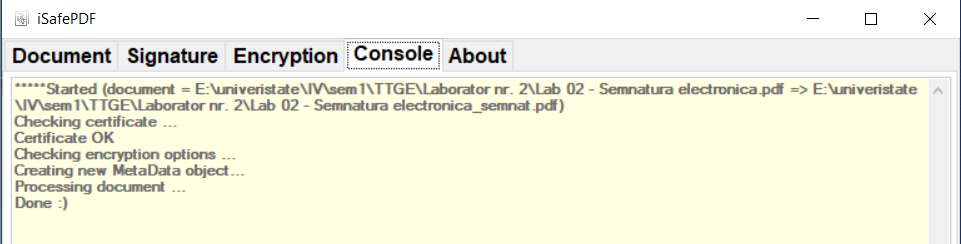 iSafePDF
Document Signature Encryption Console About
*****Started (document = E:\univeristate\IV\sem1\TTGE\Laborator nr. 2\Lab 02 - Semnatura electronica.pdf => E:\univeristate
\IV\sem1\TTGE\Laborator nr. 2\Lab 02 - Semnatura electronica_semnat.pdf)
Checking certificate ...
Certificate OK
Checking encryption options ...
Creating new MetaData object...
Processing document ...
Done :)